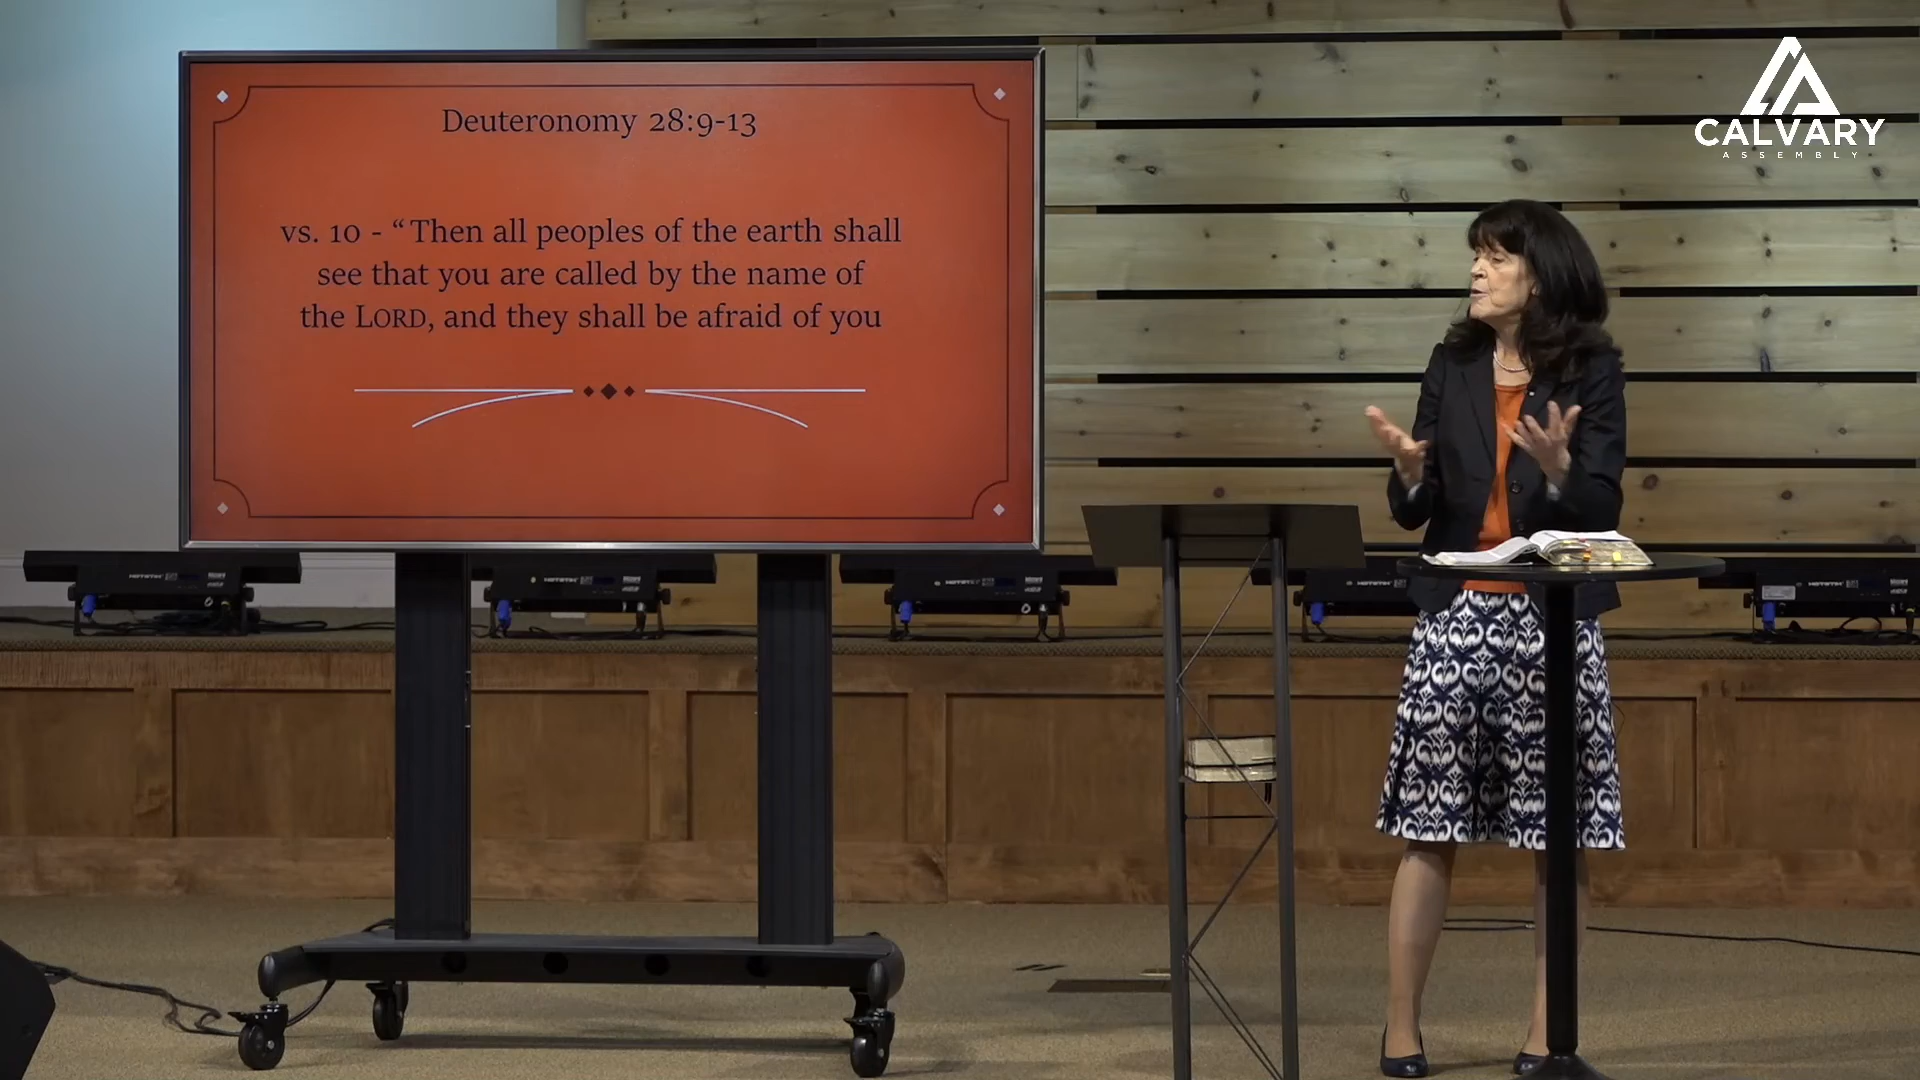 Deuteronomy 28:9-13
vs. 10 - “Then all peoples of the earth shall
see that you are called by the name of
the LORD, and they shall be afraid of you
CALVARY
ASSEMBLY